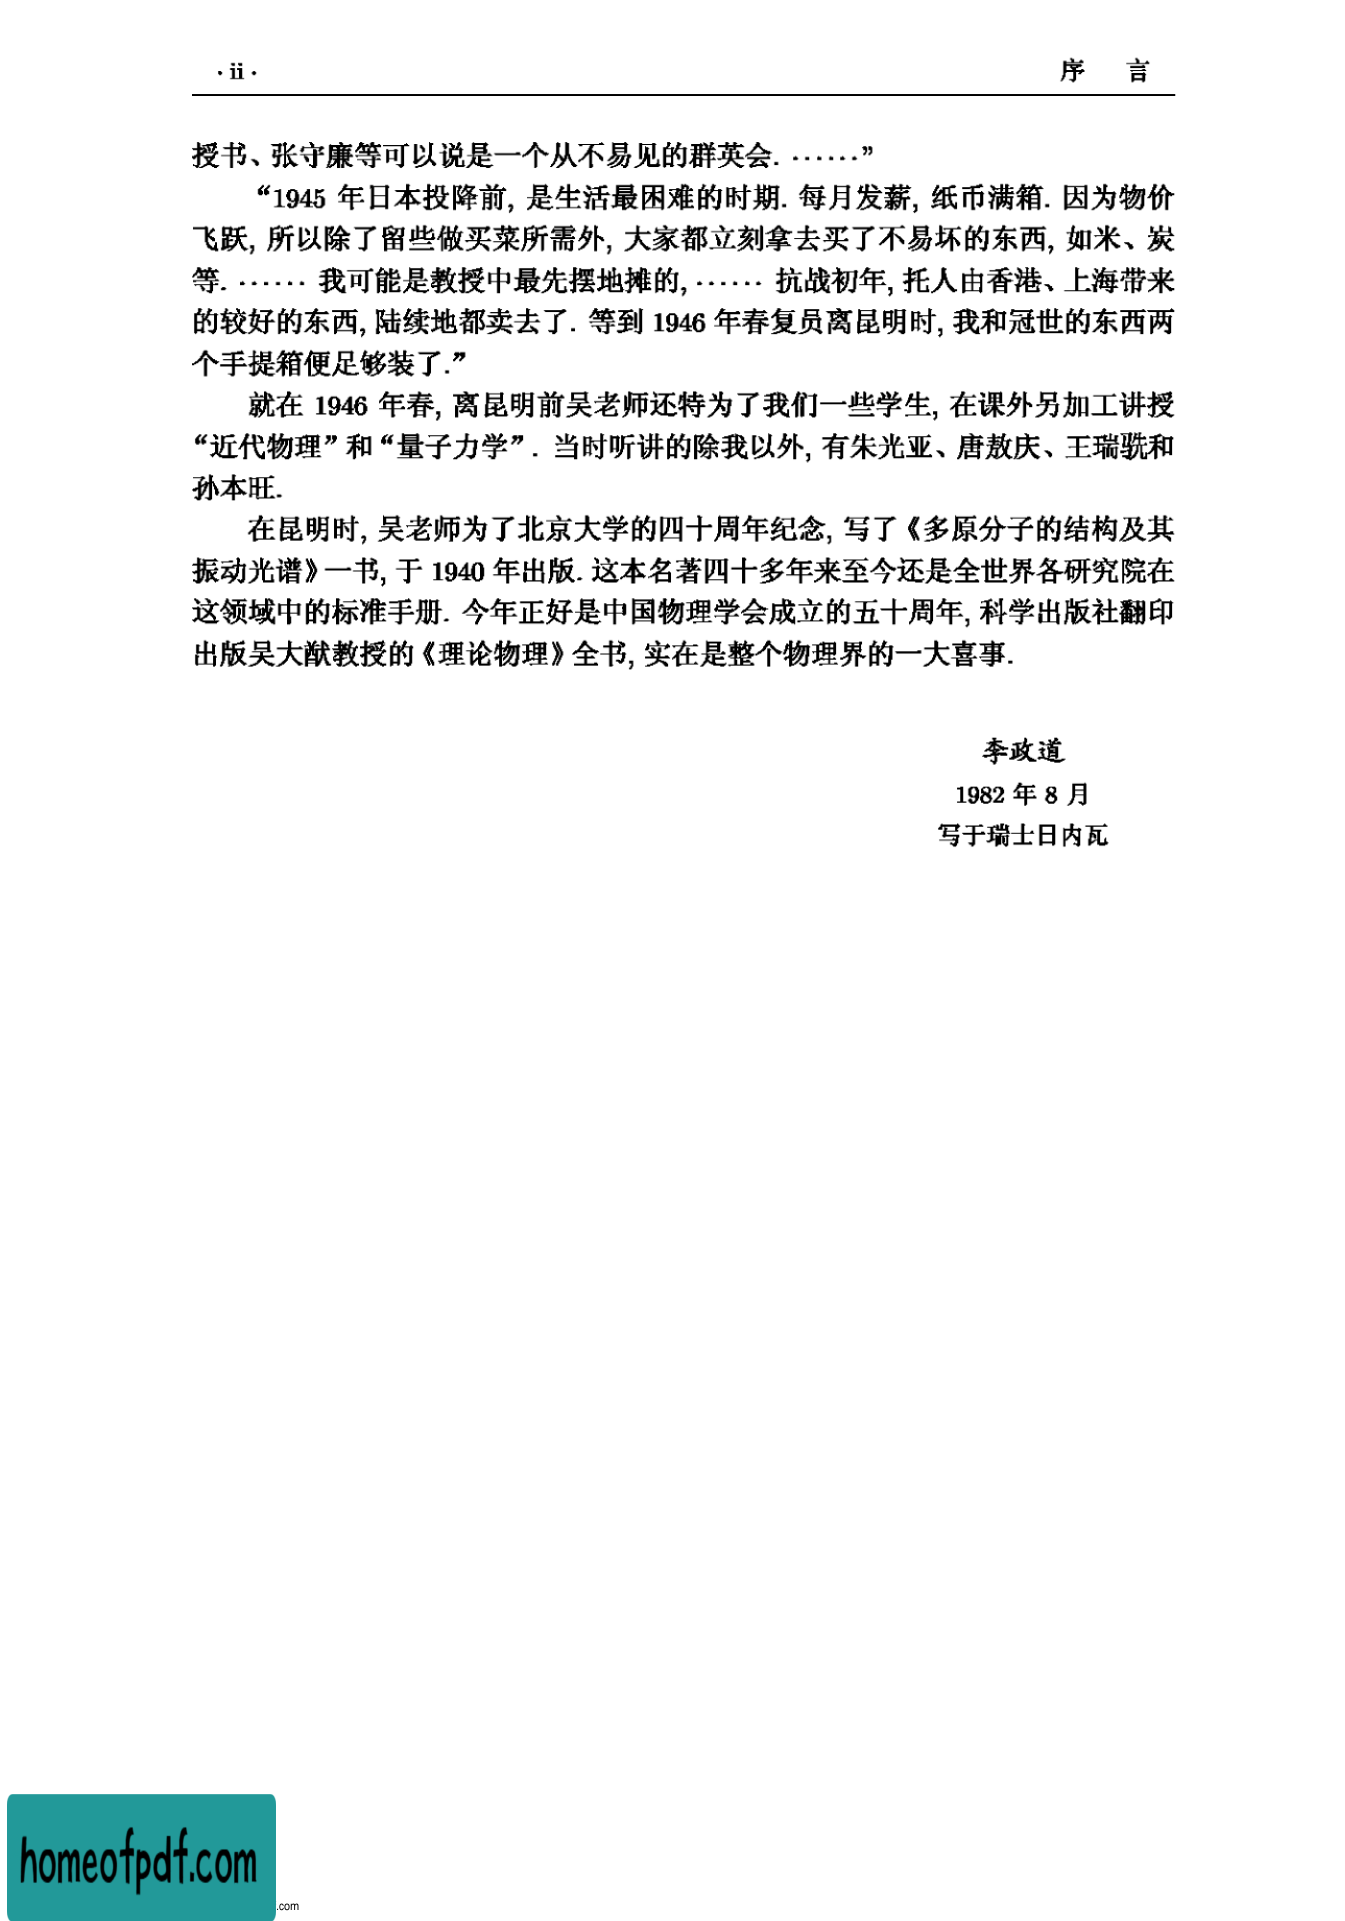 · ii ·	序 言
授书、张守廉等可以说是一个从不易见的群英会. ······”
“1945 年日本投降前, 是生活最困难的时期. 每月发薪, 纸币满箱. 因为物价
飞跃, 所以除了留些做买菜所需外, 大家都立刻拿去买了不易坏的东西, 如米、炭
等. ······ 我可能是教授中最先摆地摊的, ······ 抗战初年, 托人由香港、上海带来
的较好的东西, 陆续地都卖去了. 等到 1946 年春复员离昆明时, 我和冠世的东西两
个手提箱便足够装了.”
就在 1946 年春, 离昆明前吴老师还特为了我们一些学生, 在课外另加工讲授
“近代物理” 和 “量子力学”. 当时听讲的除我以外, 有朱光亚、唐敖庆、王瑞駪和
孙本旺.
在昆明时, 吴老师为了北京大学的四十周年纪念, 写了《多原分子的结构及其
振动光谱》一书, 于 1940 年出版. 这本名著四十多年来至今还是全世界各研究院在
这领域中的标准手册. 今年正好是中国物理学会成立的五十周年, 科学出版社翻印
出版吴大猷教授的《理论物理》全书, 实在是整个物理界的一大喜事.
李政道
1982 年 8 月
写于瑞士日内瓦
homeofpdf.com
.com